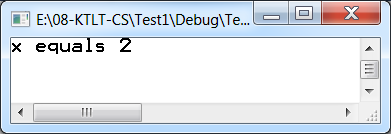 E:\08-KTLT-CS\Test1\Debug\Te...
x equals 2